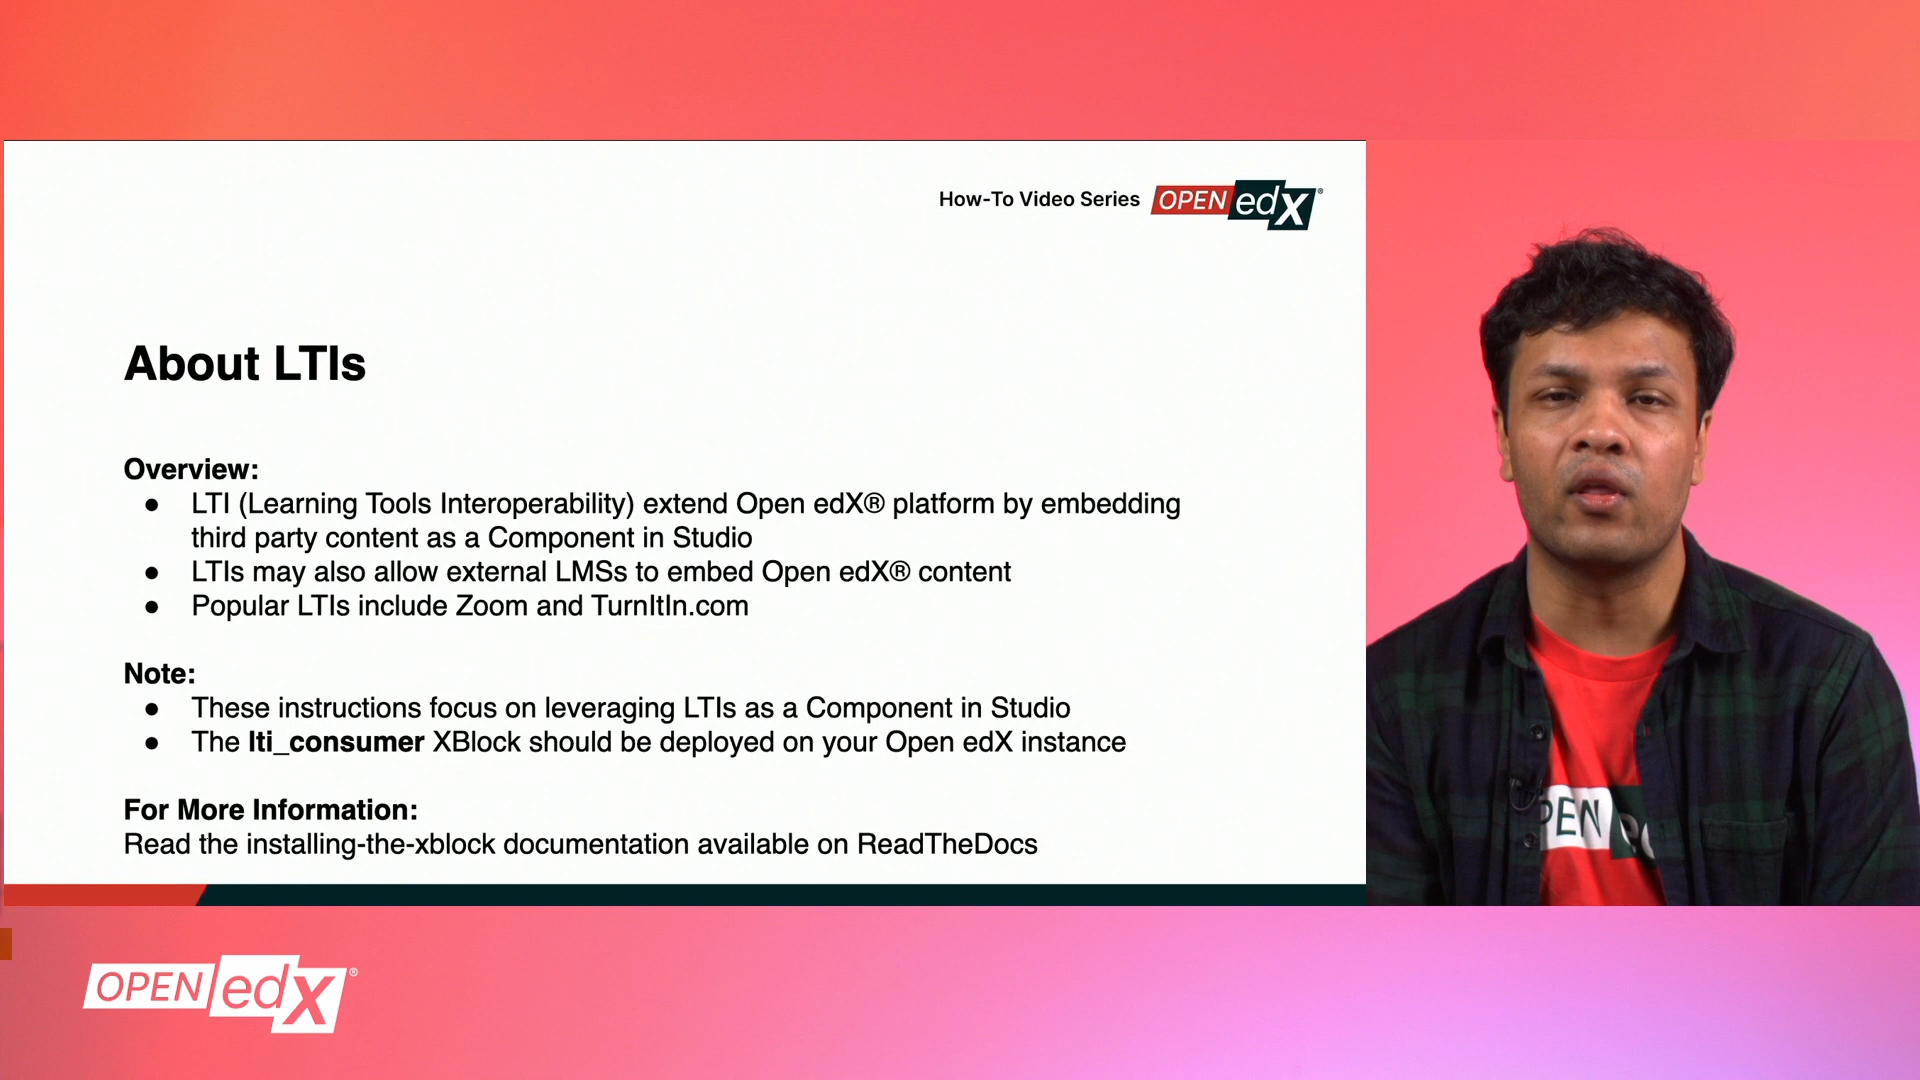 How-To Video Series OPEN edX®
About LTIs
Overview:
● LTI (Learning Tools Interoperability) extend Open edX® platform by embedding
third party content as a Component in Studio
● LTIs may also allow external LMSs to embed Open edX® content
● Popular LTIs include Zoom and TurnItIn.com
Note:
● These instructions focus on leveraging LTIs as a Component in Studio
● The lti_consumer XBlock should be deployed on your Open edX instance
For More Information:
Read the installing-the-xblock documentation available on ReadTheDocs
PEN e
OPEN edX®